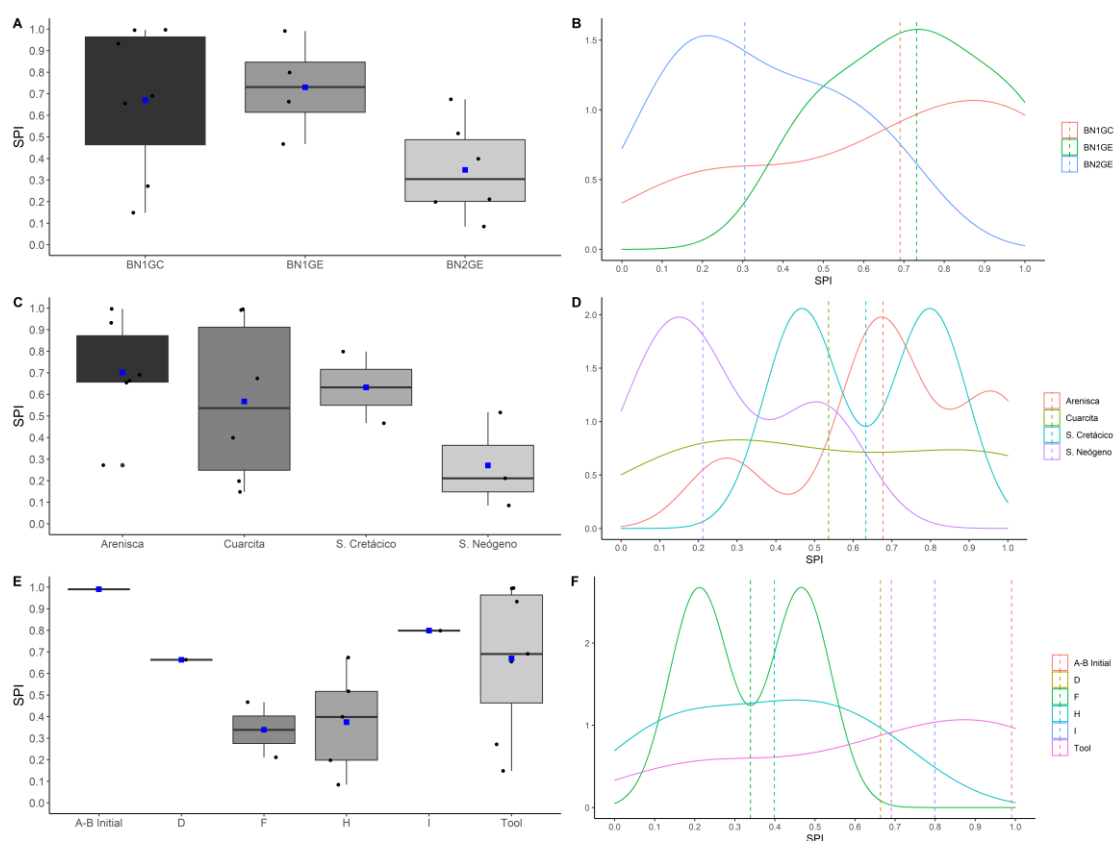 A
SPI
1.0
0.9
0.8
0.7
0.6
0.5
0.4
0.3
0.2
0.1
0.0
BN1GC BN1GE BN2GE
B
1.5
1.0
0.5
0.0
0.0 0.1 0.2 0.3 0.4 0.5 0.6 0.7 0.8 0.9 1.0
SPI
BN1GC
BN1GE
BN2GE
C
SPI
1.0
0.9
0.8
0.7
0.6
0.5
0.4
0.3
0.2
0.1
0.0
Arenisca Cuarcita S. Cretácico S. Neógeno
D
2.0
1.5
1.0
0.5
0.0
0.0 0.1 0.2 0.3 0.4 0.5 0.6 0.7 0.8 0.9 1.0
SPI
Arenisca
Cuarcita
S. Cretácico
S. Neógeno
E
SPI
1.0
0.9
0.8
0.7
0.6
0.5
0.4
0.3
0.2
0.1
0.0
A-B Initial D F H I Tool
F
2
1
0
0.0 0.1 0.2 0.3 0.4 0.5 0.6 0.7 0.8 0.9 1.0
SPI
A-B Initial
D
F
H
I
Tool